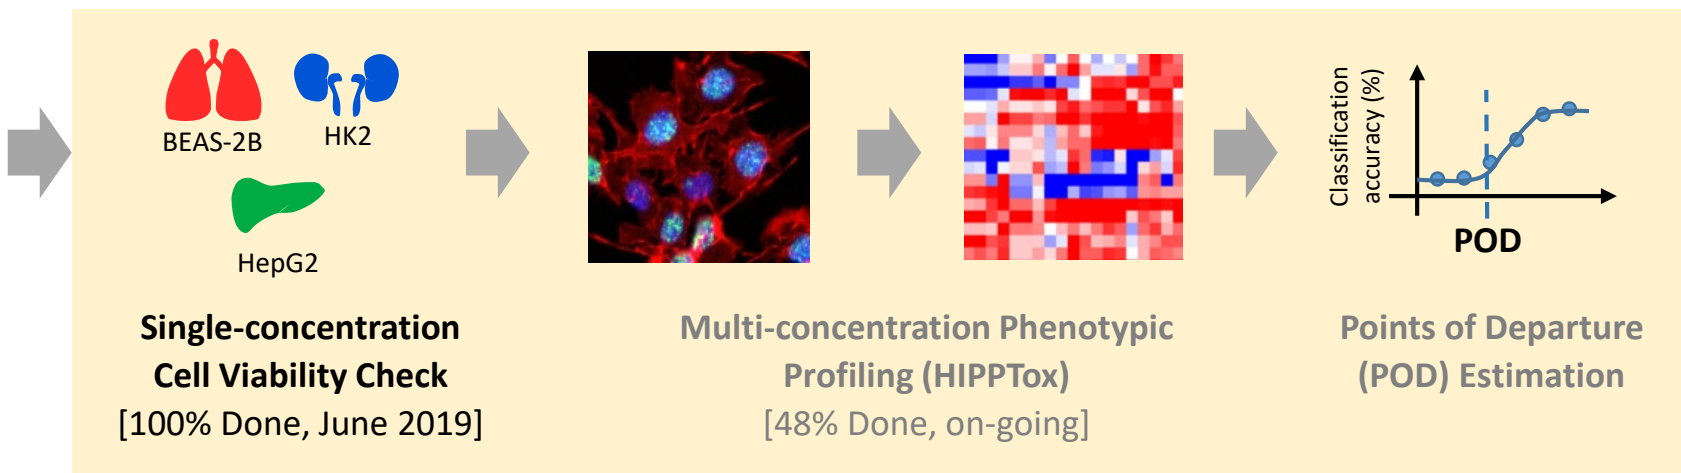 BEAS-2B
HK2
HepG2
Classification
accuracy (%)
POD
Single-concentration
Cell Viability Check
[100% Done, June 2019]
Multi-concentration Phenotypic
Profiling (HIPPTox)
[48% Done, on-going]
Points of Departure
(POD) Estimation